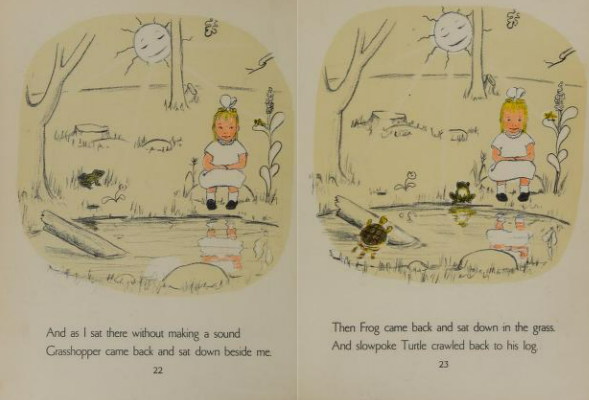 And as I sat there without making a sound
Grasshopper came back and sat down beside me.
22
Then Frog came back and sat down in the grass.
And slowpoke Turtle crawled back to his log.
23